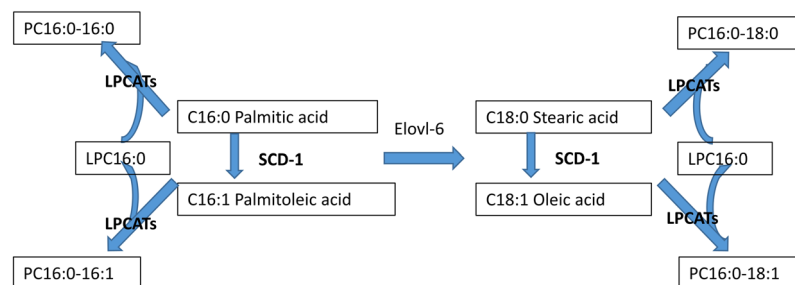 PC16:0-16:0
PC16:0-18:0
LPCATs
LPCATs
C16:0 Palmitic acid
C18:0 Stearic acid
Elovl-6
LPC16:0
SCD-1
SCD-1
LPC16:0
C16:1 Palmitoleic acid
C18:1 Oleic acid
LPCATs
LPCATs
PC16:0-16:1
PC16:0-18:1